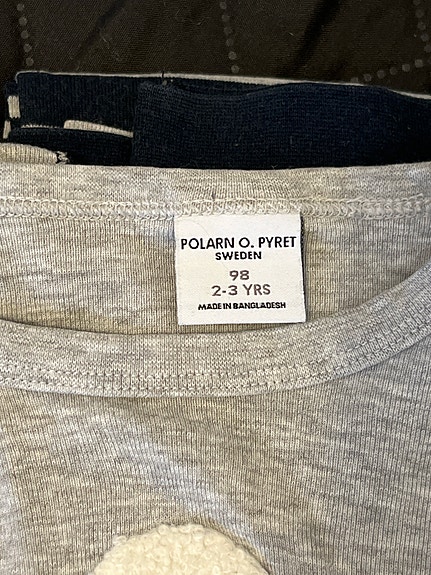 POLARN O. PYRET
SWEDEN
98
2-3 YRS
MADE IN BANGLADESH